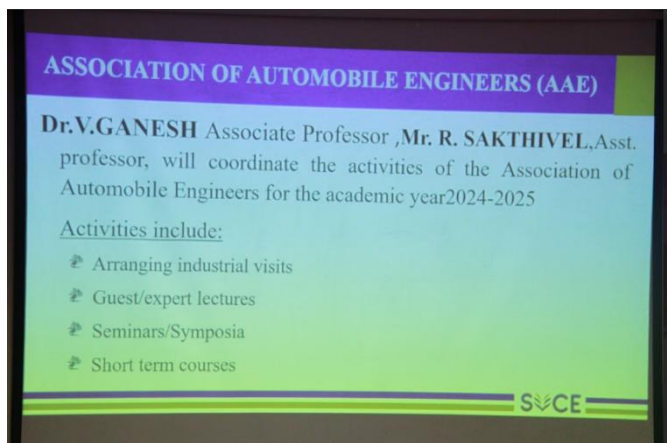 ASSOCIATION OF AUTOMOBILE ENGINEERS (AAE)
Dr.V.GANESH Associate Professor ,Mr. R. SAKTHIVEL,Asst.
professor, will coordinate the activities of the Association of
Automobile Engineers for the academic year2024-2025
Activities include:
Arranging industrial visits
Guest/expert lectures
Seminars/Symposia
Short term courses
SVCE